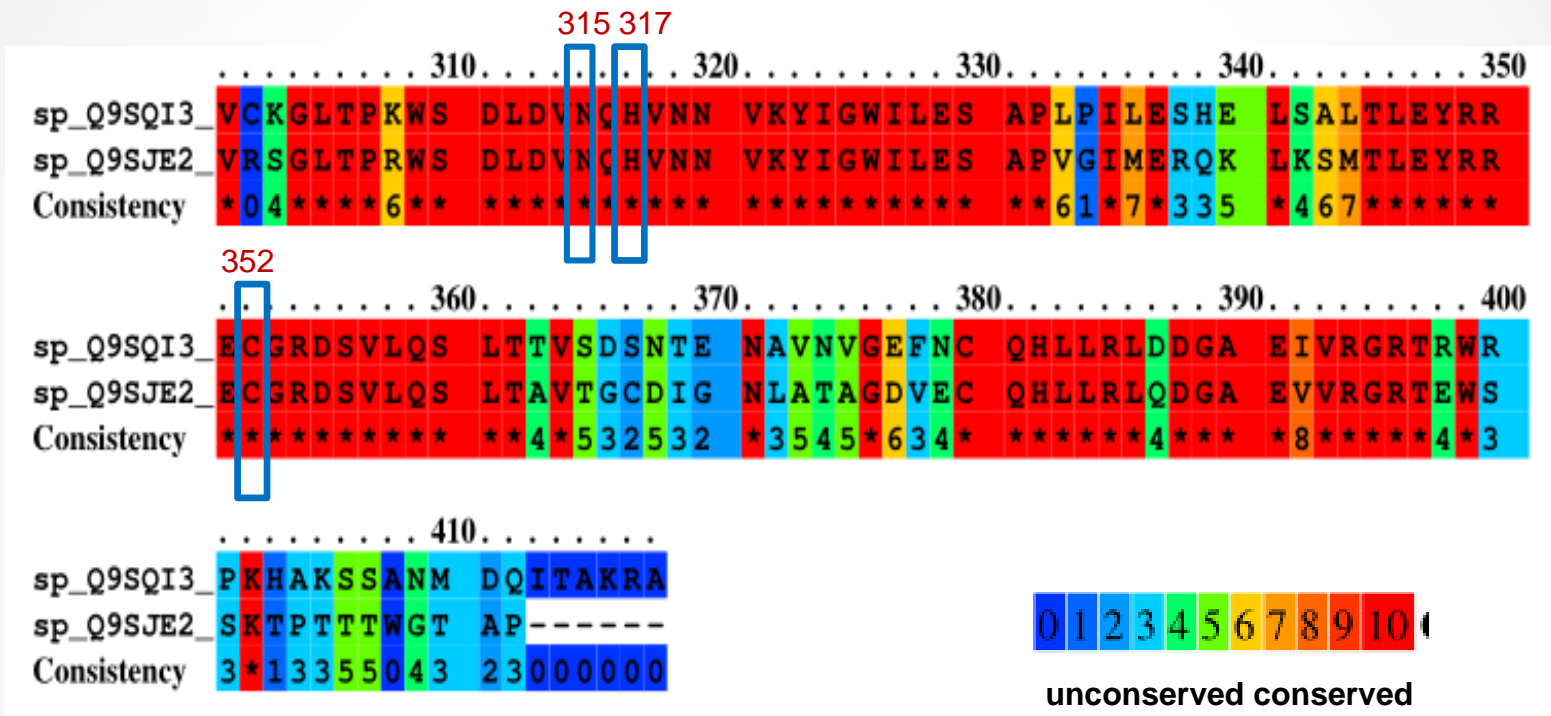 315 317
. . . . . . . . . 310 . . . . . . . . . 320 . . . . . . . . . 330 . . . . . . . . . 340 . . . . . . . . . 350
sp_Q9SQI3_ VCKGLTPKWS DLDVNQHVNN VKYIGWILES APLPILESHE LSALTLEYRR
sp_Q9SJE2_ VRSGLTPRWS DLDVNQHVNN VKYIGWILES APVGIMERQK LKSMTLEYRR
Consistency *04****6** ********** ********** **61*7*335 *467******
352
. . . . . . . . . 360 . . . . . . . . . 370 . . . . . . . . . 380 . . . . . . . . . 390 . . . . . . . . . 400
sp_Q9SQI3_ ECGRDSVLQS LTTVSDSNTE NAVNVGEFNC QHLLRLDDGA EIVRGRTRWR
sp_Q9SJE2_ ECGRDSVLQS LTAVTGCDIG NLATAGDVEC QHLLRLQDGA EVVRGRTEWS
Consistency ********** **4*532532 *3545*634* ******4*** *8*****4*3
. . . . . . . . . 410 . . . . . . . .
sp_Q9SQI3_ PKHAKSSANM DQITAKRA
sp_Q9SJE2_ SKTPTTTWGT AP------
Consistency 3*13355043 23000000
0 1 2 3 4 5 6 7 8 9 10
unconserved conserved